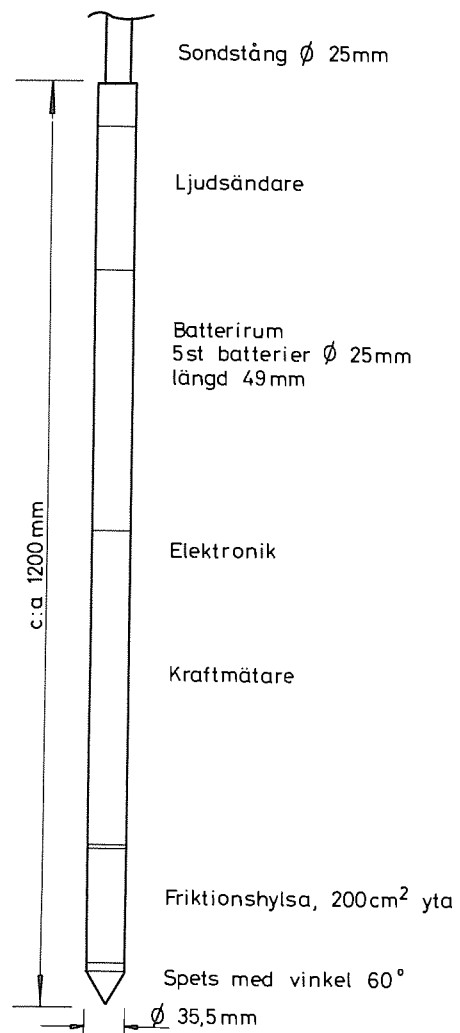 Sondstång Ø 25mm
Ljudsändare
Batterirum
5st batterier Ø 25mm
längd 49mm
c:a 1200mm
Elektronik
Kraftmätare
Friktionshylsa, 200cm² yta
Spets med vinkel 60°
Ø 35,5mm